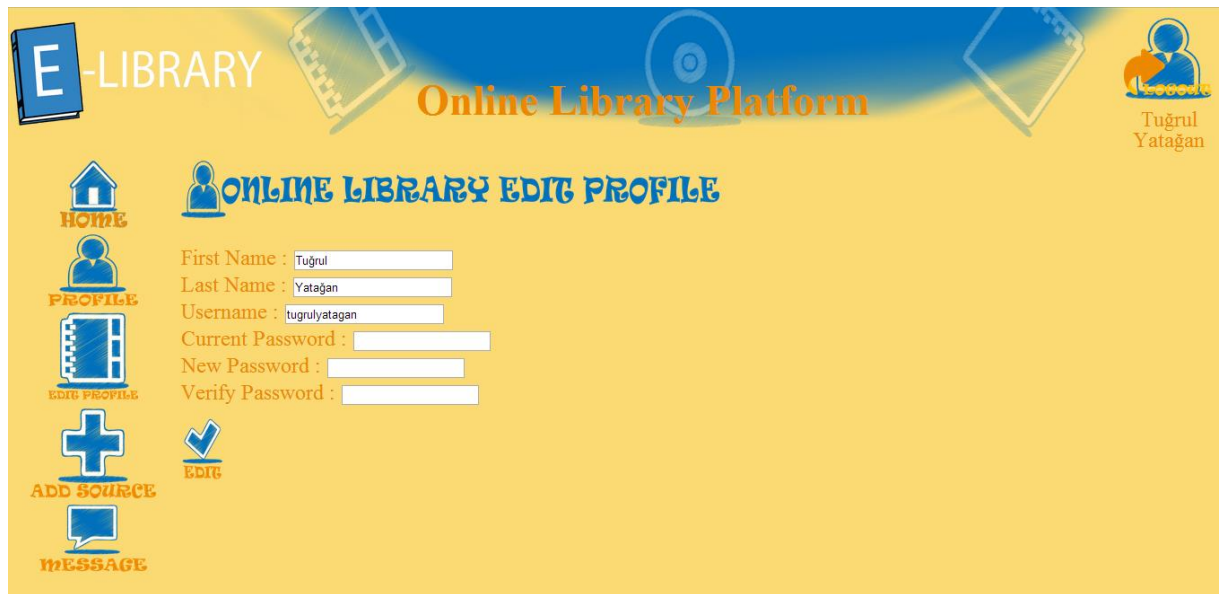 E-LIBRARY
Online Library Platform
LOGOUT
Tuğrul
Yatağan
HOME
PROFILE
EDIT PROFILE
ADD SOURCE
MESSAGE
ONLINE LIBRARY EDIT PROFILE
First Name : Tuğrul
Last Name : Yatağan
Username : tugrulyatagan
Current Password :
New Password :
Verify Password :
EDIT